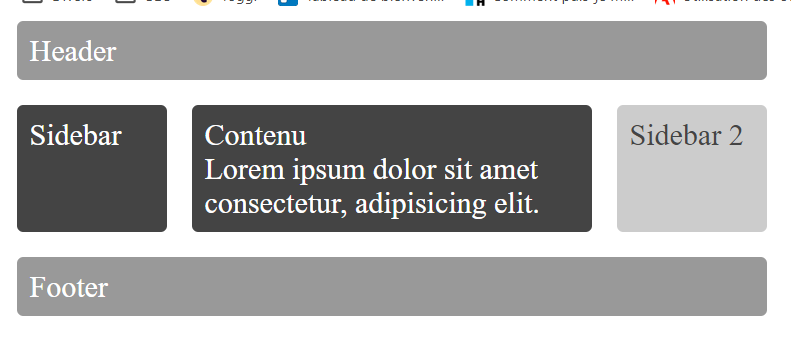 Header
Sidebar
Contenu
Lorem ipsum dolor sit amet
consectetur, adipisicing elit.
Sidebar 2
Footer